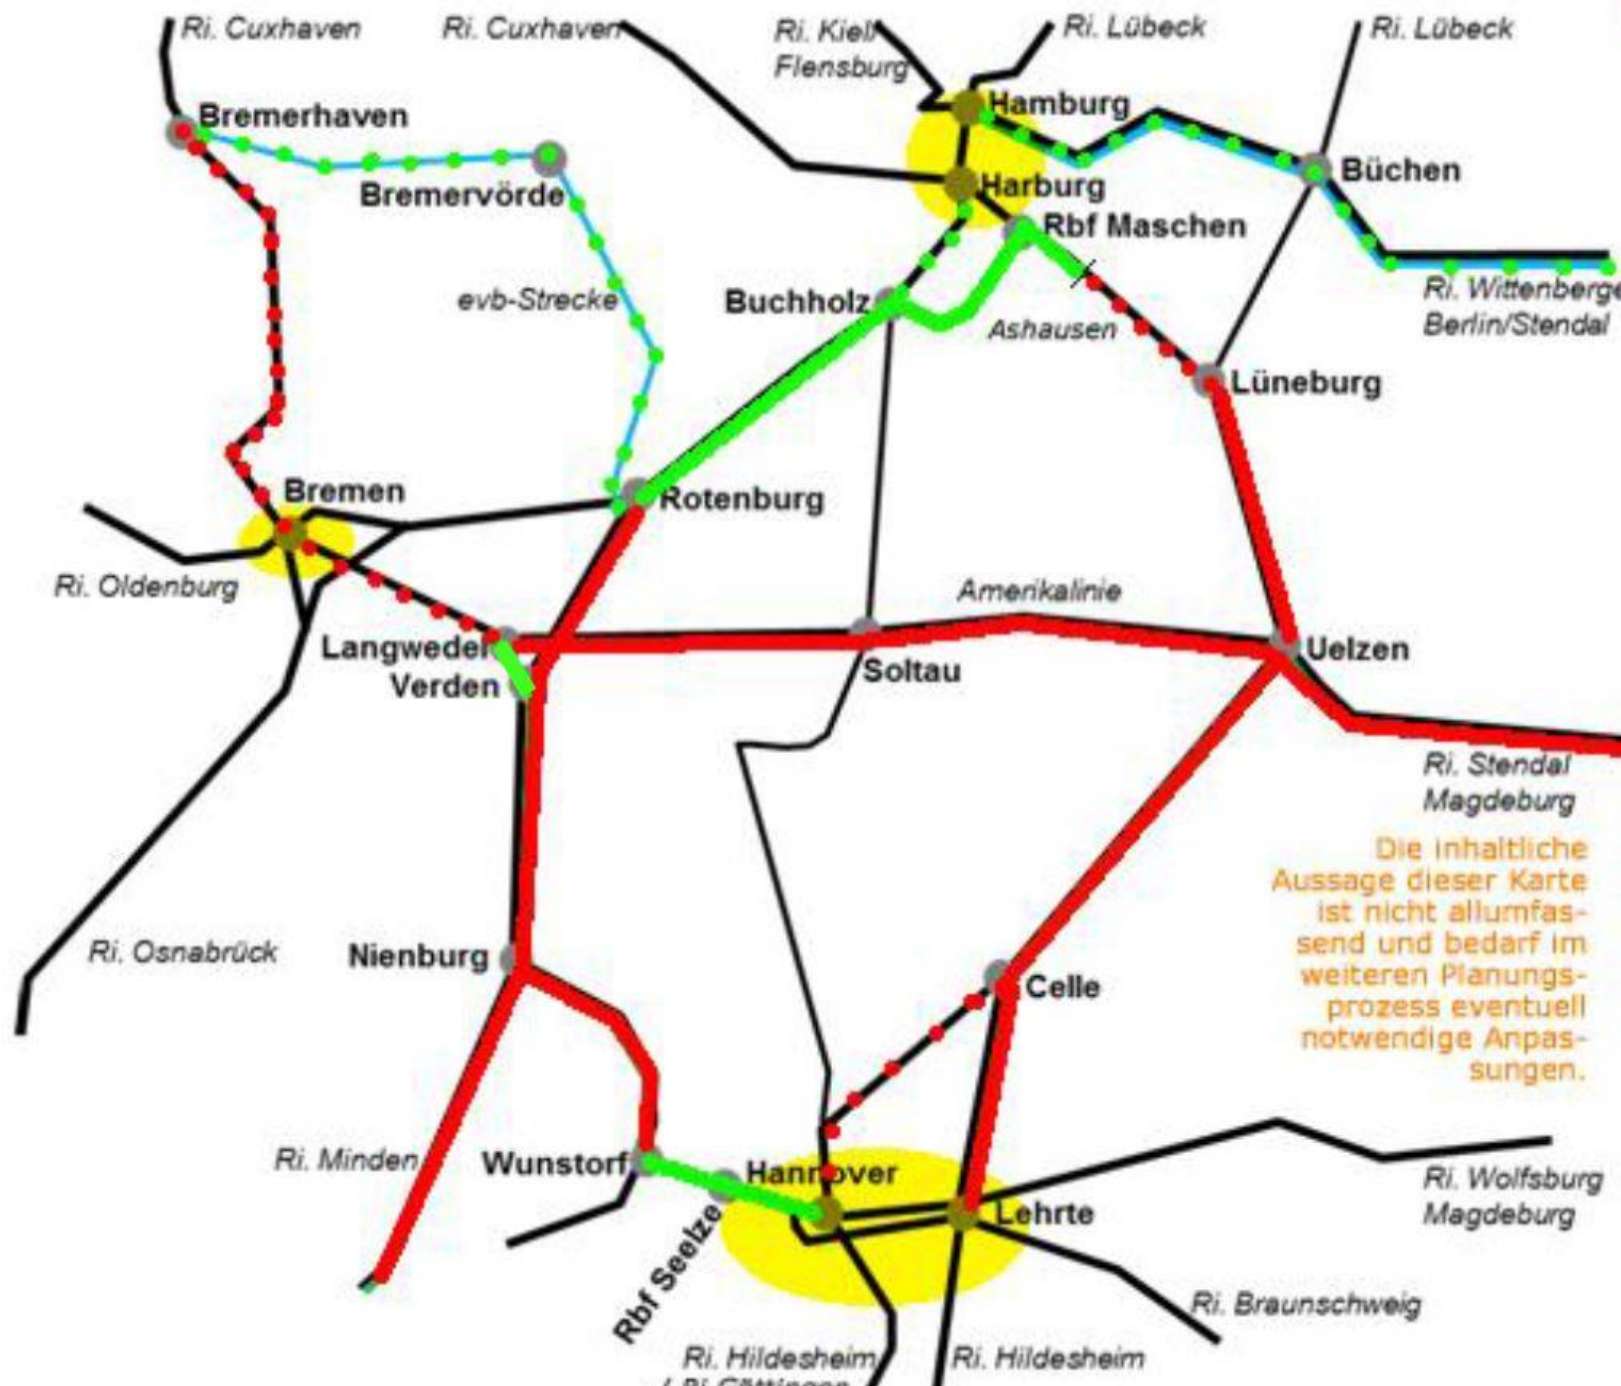 Ri. Cuxhaven
Ri. Cuxhaven
Ri. Kiel/
Flensburg
Ri. Lübeck
Ri. Lübeck
Bremerhaven
Hamburg
Bremervörde
Harburg
Büchen
Rbf Maschen
evb-Strecke
Buchholz
Ashausen
Ri. Wittenberge
Berlin/Stendal
Lüneburg
Bremen
Rotenburg
Ri. Oldenburg
Amerikalinie
Langwedel
Verden
Soltau
Uelzen
Ri. Stendal
Magdeburg
Die inhaltliche
Aussage dieser Karte
ist nicht allumfas-
send und bedarf im
weiteren Planungs-
prozess eventuell
notwendige Anpas-
sungen.
Ri. Osnabrück
Nienburg
Celle
Ri. Minden
Wunstorf
Hannover
Rbf Seelze
Lehrte
Ri. Wolfsburg
Magdeburg
Ri. Braunschweig
Ri. Hildesheim
Ri. Hildesheim